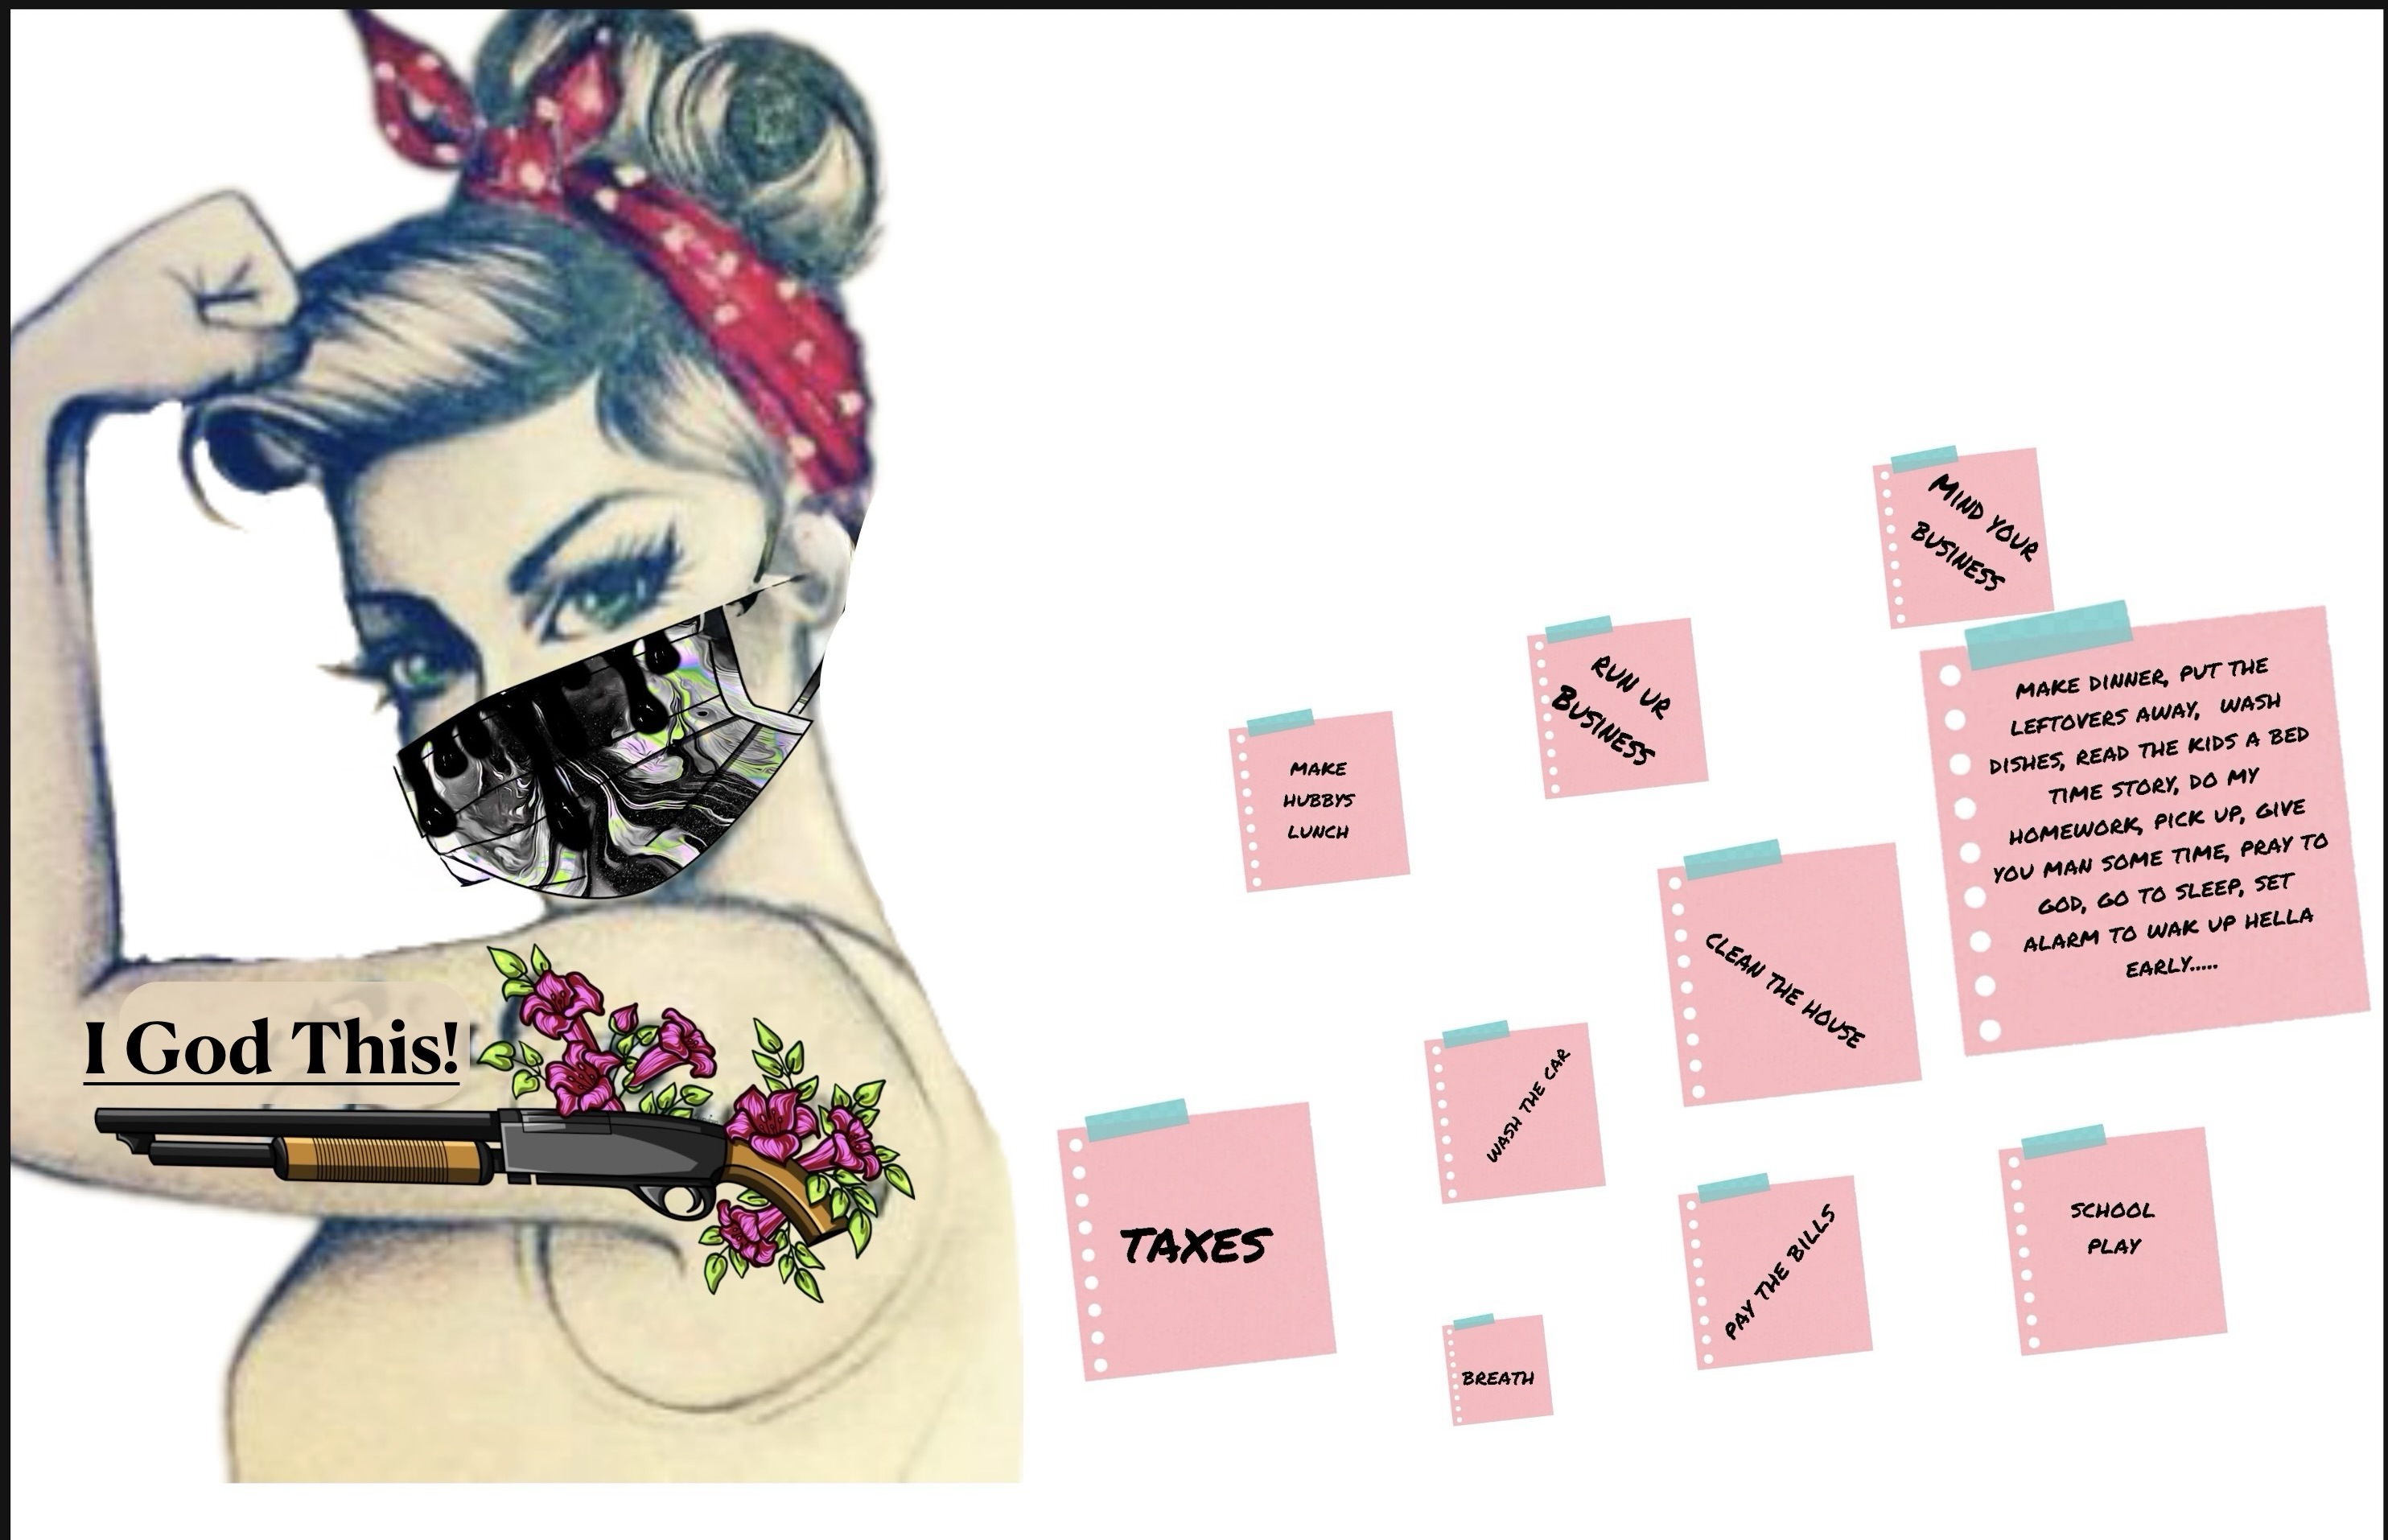 I God This!
MIND YOUR
BUSINESS
RUN UR
BUSINESS
MAKE
HUBBYS
LUNCH
MAKE DINNER, PUT THE
LEFTOVERS AWAY, WASH
DISHES, READ THE KIDS A BED
TIME STORY, DO MY
HOMEWORK, PICK UP, GIVE
YOU MAN SOME TIME, PRAY TO
GOD, GO TO SLEEP, SET
ALARM TO WAK UP HELLA
EARLY.....
CLEAN THE HOUSE
WASH THE CAR
TAXES
PAY THE BILLS
SCHOOL
PLAY
BREATH